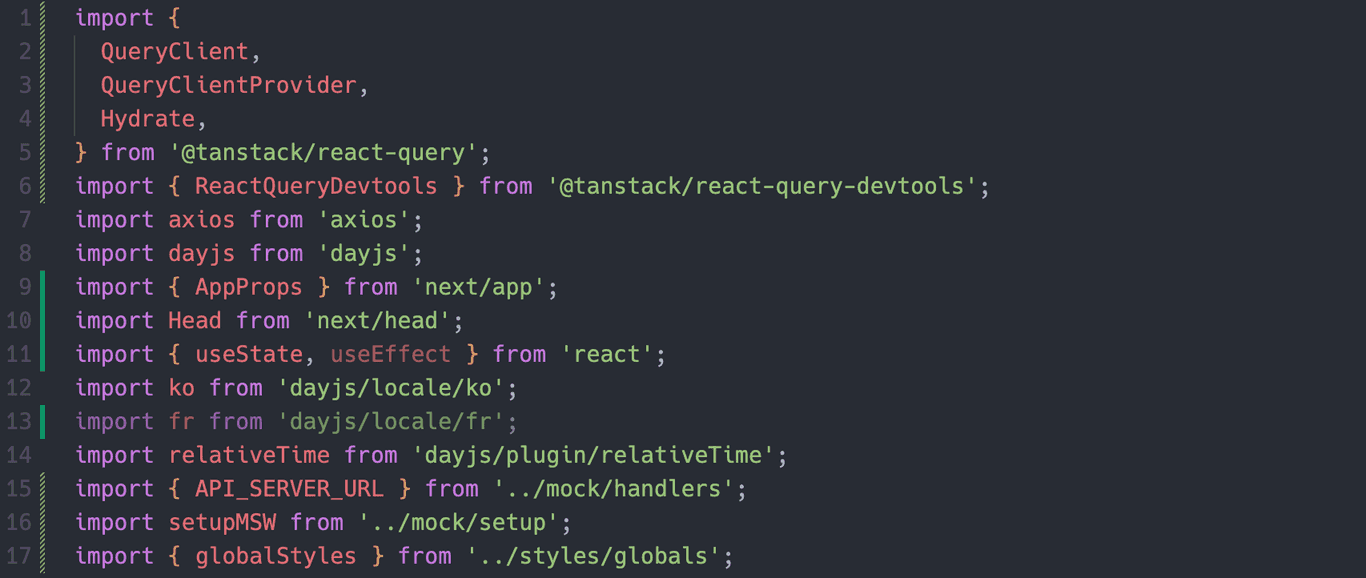 1 import {
2 QueryClient,
3 QueryClientProvider,
4 Hydrate,
5 } from '@tanstack/react-query';
6 import { ReactQueryDevtools } from '@tanstack/react-query-devtools';
7 import axios from 'axios';
8 import dayjs from 'dayjs';
9 import { AppProps } from 'next/app';
10 import Head from 'next/head';
11 import { useState, useEffect } from 'react';
12 import ko from 'dayjs/locale/ko';
13 import fr from 'dayjs/locale/fr';
14 import relativeTime from 'dayjs/plugin/relativeTime';
15 import { API_SERVER_URL } from '../mock/handlers';
16 import setupMSW from '../mock/setup';
17 import { globalStyles } from '../styles/globals';